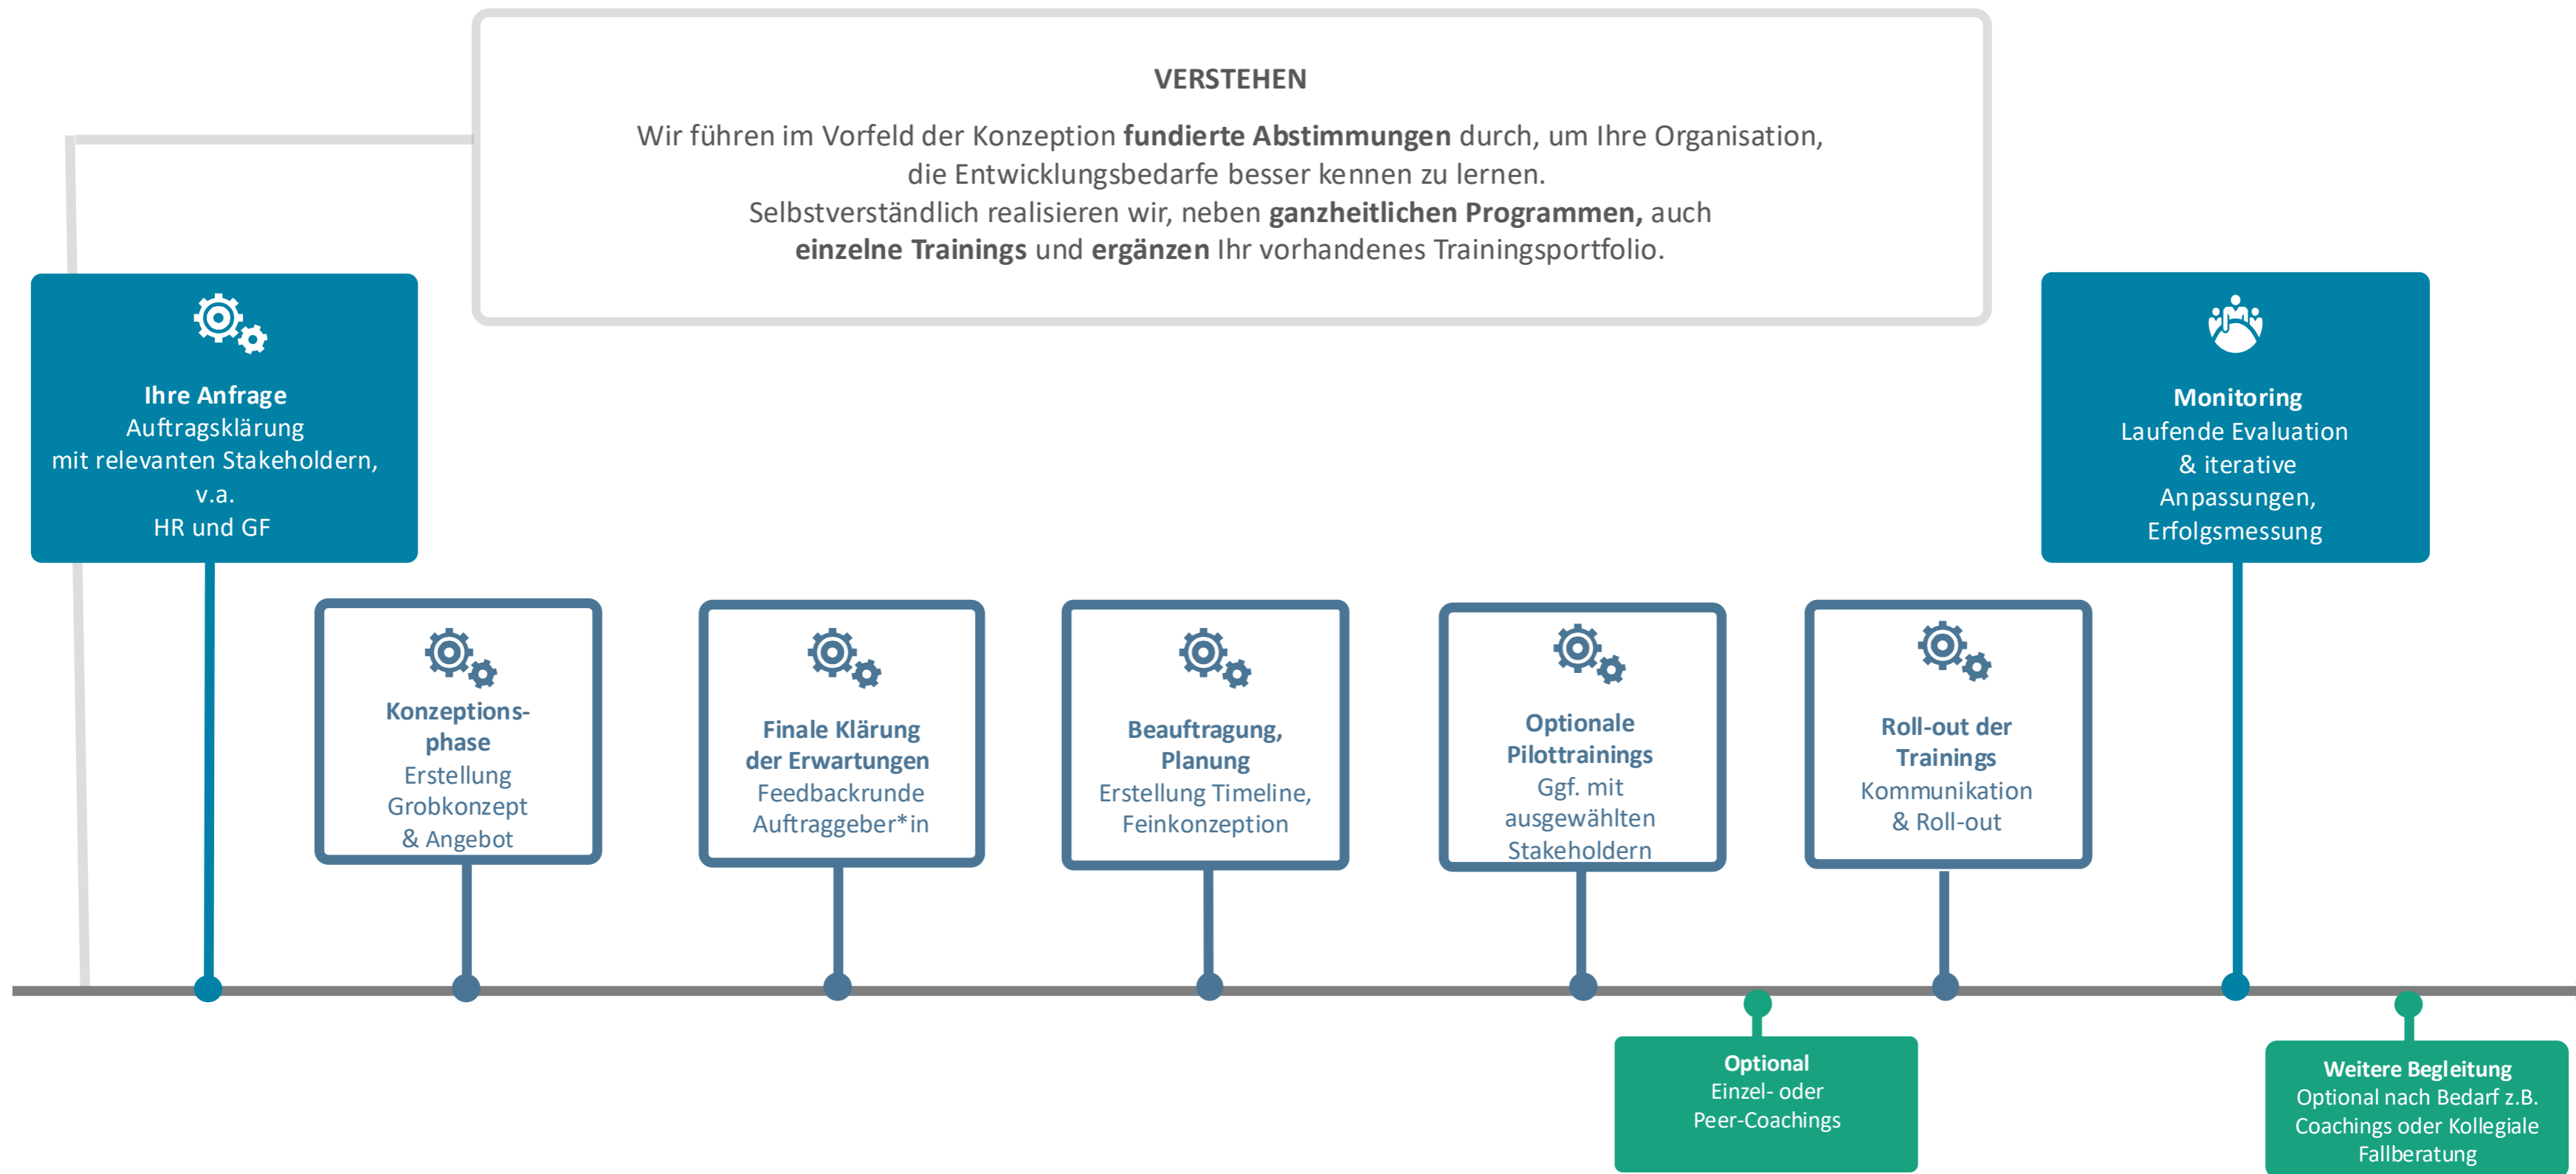 VERSTEHEN
Wir führen im Vorfeld der Konzeption fundierte Abstimmungen durch, um Ihre Organisation,
die Entwicklungsbedarfe besser kennen zu lernen.
Selbstverständlich realisieren wir, neben ganzheitlichen Programmen, auch
einzelne Trainings und ergänzen Ihr vorhandenes Trainingsportfolio.
Ihre Anfrage
Auftragsklärung
mit relevanten Stakeholdern,
v.a.
HR und GF
Monitoring
Laufende Evaluation
& iterative
Anpassungen,
Erfolgsmessung
Konzeptions-
phase
Erstellung
Grobkonzept
& Angebot
Finale Klärung
der Erwartungen
Feedbackrunde
Auftraggeber*in
Beauftragung,
Planung
Erstellung Timeline,
Feinkonzeption
Optionale
Pilottrainings
Ggf. mit
ausgewählten
Stakeholdern
Roll-out der
Trainings
Kommunikation
& Roll-out
Optional
Einzel- oder
Peer-Coachings
Weitere Begleitung
Optional nach Bedarf z.B.
Coachings oder Kollegiale
Fallberatung